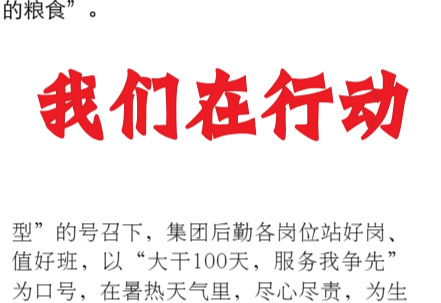 的粮食”。
我们在行动
型”的号召下，集团后勤各岗位站好岗、
值好班，以“大干100天，服务我争先”
为口号，在暑热天气里，尽心尽责，为生